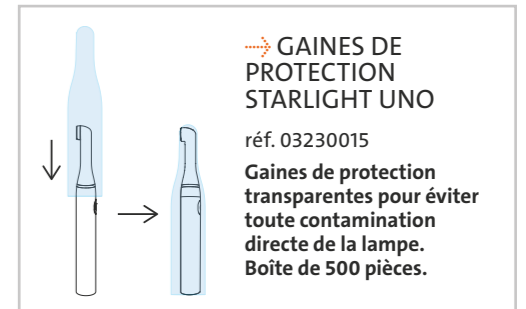 GAINES DE
PROTECTION
STARLIGHT UNO
réf. 03230015
Gaines de protection
transparentes pour éviter
toute contamination
directe de la lampe.
Boîte de 500 pièces.